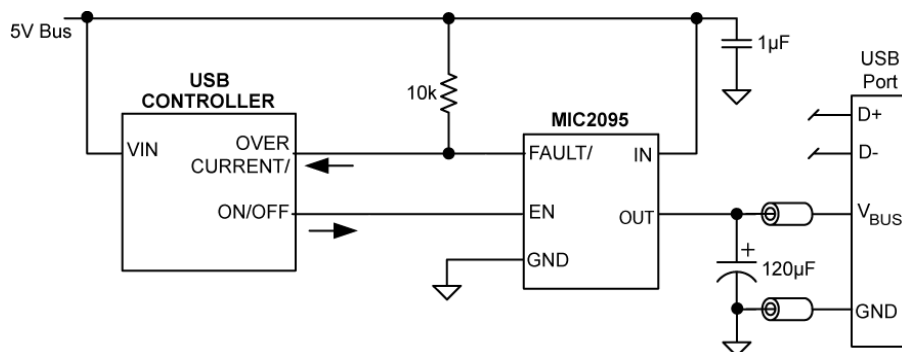 5V Bus
1µF
USB
Port
USB
CONTROLLER
10k
MIC2095
D+
VIN
OVER
CURRENT/
FAULT/
IN
D-
ON/OFF
EN
OUT
VBUS
GND
120µF
+
GND